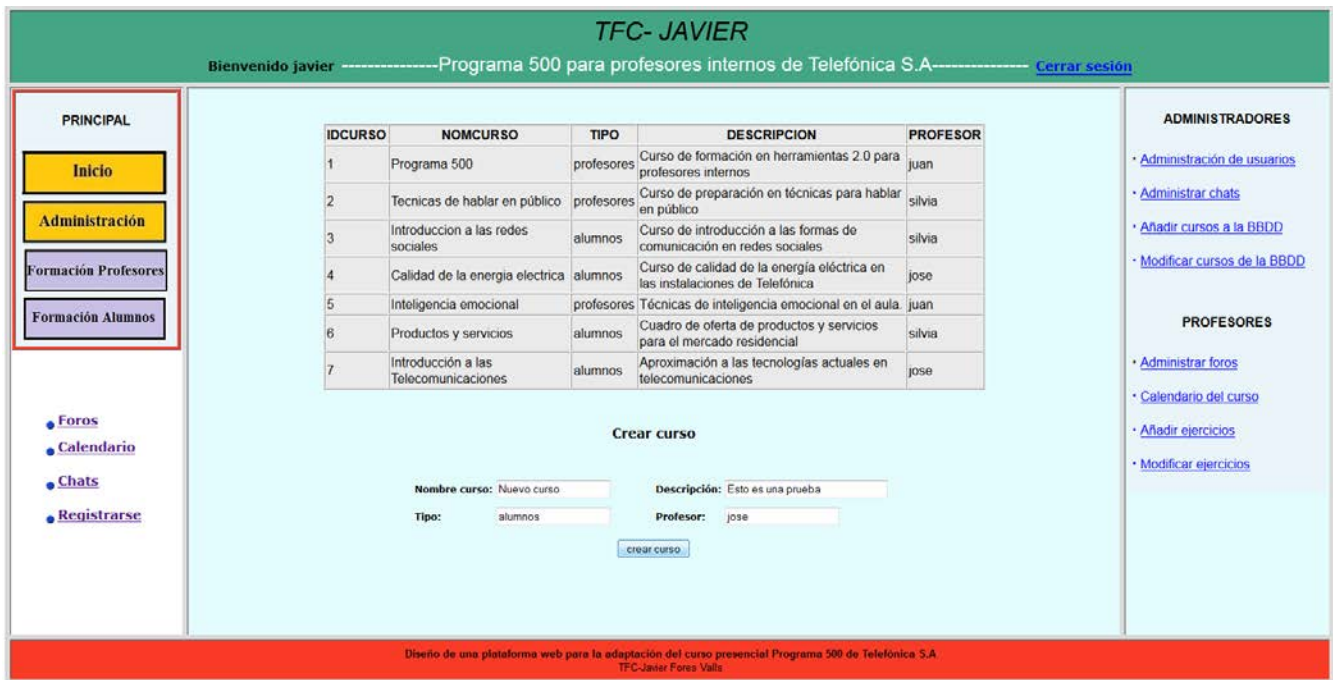 TFC- JAVIER
Bienvenido javier ---------------Programa 500 para profesores internos de Telefónica S.A--------------- Cerrar sesión
PRINCIPAL
Inicio
Administración
Formación Profesores
Formación Alumnos
Foros
Calendario
Chats
Registrarse
IDCURSO NOMCURSO TIPO DESCRIPCION PROFESOR
1 Programa 500 profesores Curso de formación en herramientas 2.0 para profesores internos juan
2 Tecnicas de hablar en público profesores Curso de preparación en técnicas para hablar en público silvia
3 Introduccion a las redes sociales alumnos Curso de introducción a las formas de comunicación en redes sociales silvia
4 Calidad de la energia electrica alumnos Curso de calidad de la energía eléctrica en las instalaciones de Telefónica jose
5 Inteligencia emocional profesores Técnicas de inteligencia emocional en el aula. juan
6 Productos y servicios alumnos Cuadro de oferta de productos y servicios para el mercado residencial silvia
7 Introducción a las Telecomunicaciones alumnos Aproximación a las tecnologías actuales en telecomunicaciones jose
Crear curso
Nombre curso: Nuevo curso Descripción: Esto es una prueba
Tipo: alumnos Profesor: jose
crear curso
ADMINISTRADORES
Administración de usuarios
Administrar chats
Añadir cursos a la BBDD
Modificar cursos de la BBDD
PROFESORES
Administrar foros
Calendario del curso
Añadir ejercicios
Modificar ejercicios
Diseño de una plataforma web para la adaptación del curso presencial Programa 500 de Telefónica S.A
TFC-Javier Fores Valls